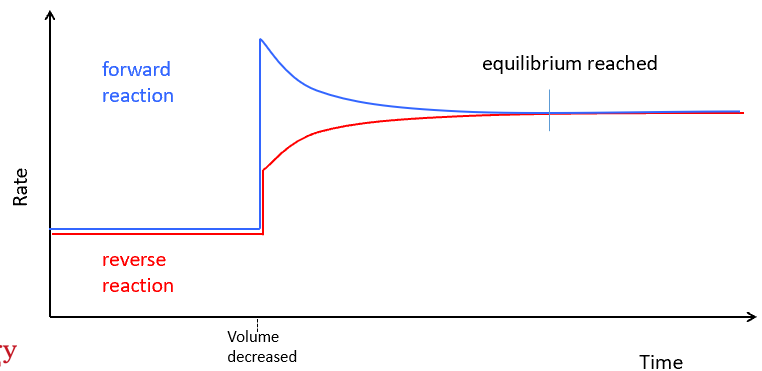 forward
reaction
equilibrium reached
Rate
reverse
reaction
Volume
decreased
Time